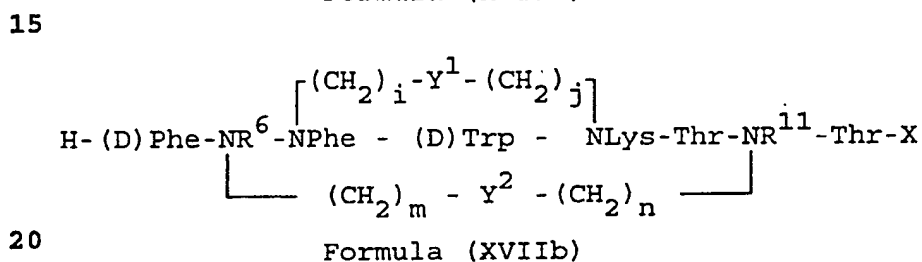 15
(CH₂)ᵢ-Y¹-(CH₂)ⱼ
H-(D)Phe-NR⁶-NPhe - (D)Trp - NLys-Thr-NR¹¹-Thr-X
(CH₂)ₘ - Y² -(CH₂)ₙ
20
Formula (XVIIb)